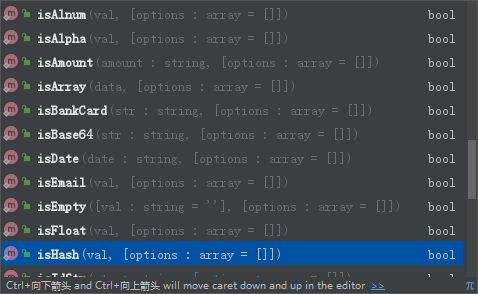 isAlnum(val, [options : array = []]) bool
isAlpha(val, [options : array = []]) bool
isAmount(amount : string, [options : array = []]) bool
isArray(data, [options : array = []]) bool
isBankCard(str : string, [options : array = []]) bool
isBase64(str : string, [options : array = []]) bool
isDate(date : string, [options : array = []]) bool
isEmail(val, [options : array = []]) bool
isEmpty([val : string = ''], [options : array = []]) bool
isFloat(val, [options : array = []]) bool
isHash(val, [options : array = []]) bool
Ctrl+向下箭头 and Ctrl+向上箭头 will move caret down and up in the editor >> π